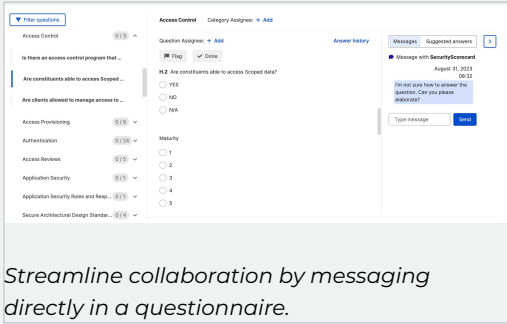 Filter questions
Access Control 0 / 3
Is there an access control program that ...
Are constituents able to access Scoped ...
Are clients allowed to manage access to ...
Access Provisioning 0 / 6
Authentication 0 / 24
Access Reviews 0 / 5
Application Security 0 / 1
Application Security Roles and Resp... 0 / 1
Secure Architectural Design Standar... 0 / 4
Access Control Category Assignee: + Add
Question Assignee: + Add Answer history
Flag Done
H.2 Are constituents able to access Scoped data?
YES
NO
N/A
Maturity
1
2
3
4
5
Messages Suggested answers
Message with SecurityScorecard
August 31, 2023
09:32
I'm not sure how to answer the
question. Can you please
elaborate?
Type message Send
Streamline collaboration by messaging
directly in a questionnaire.